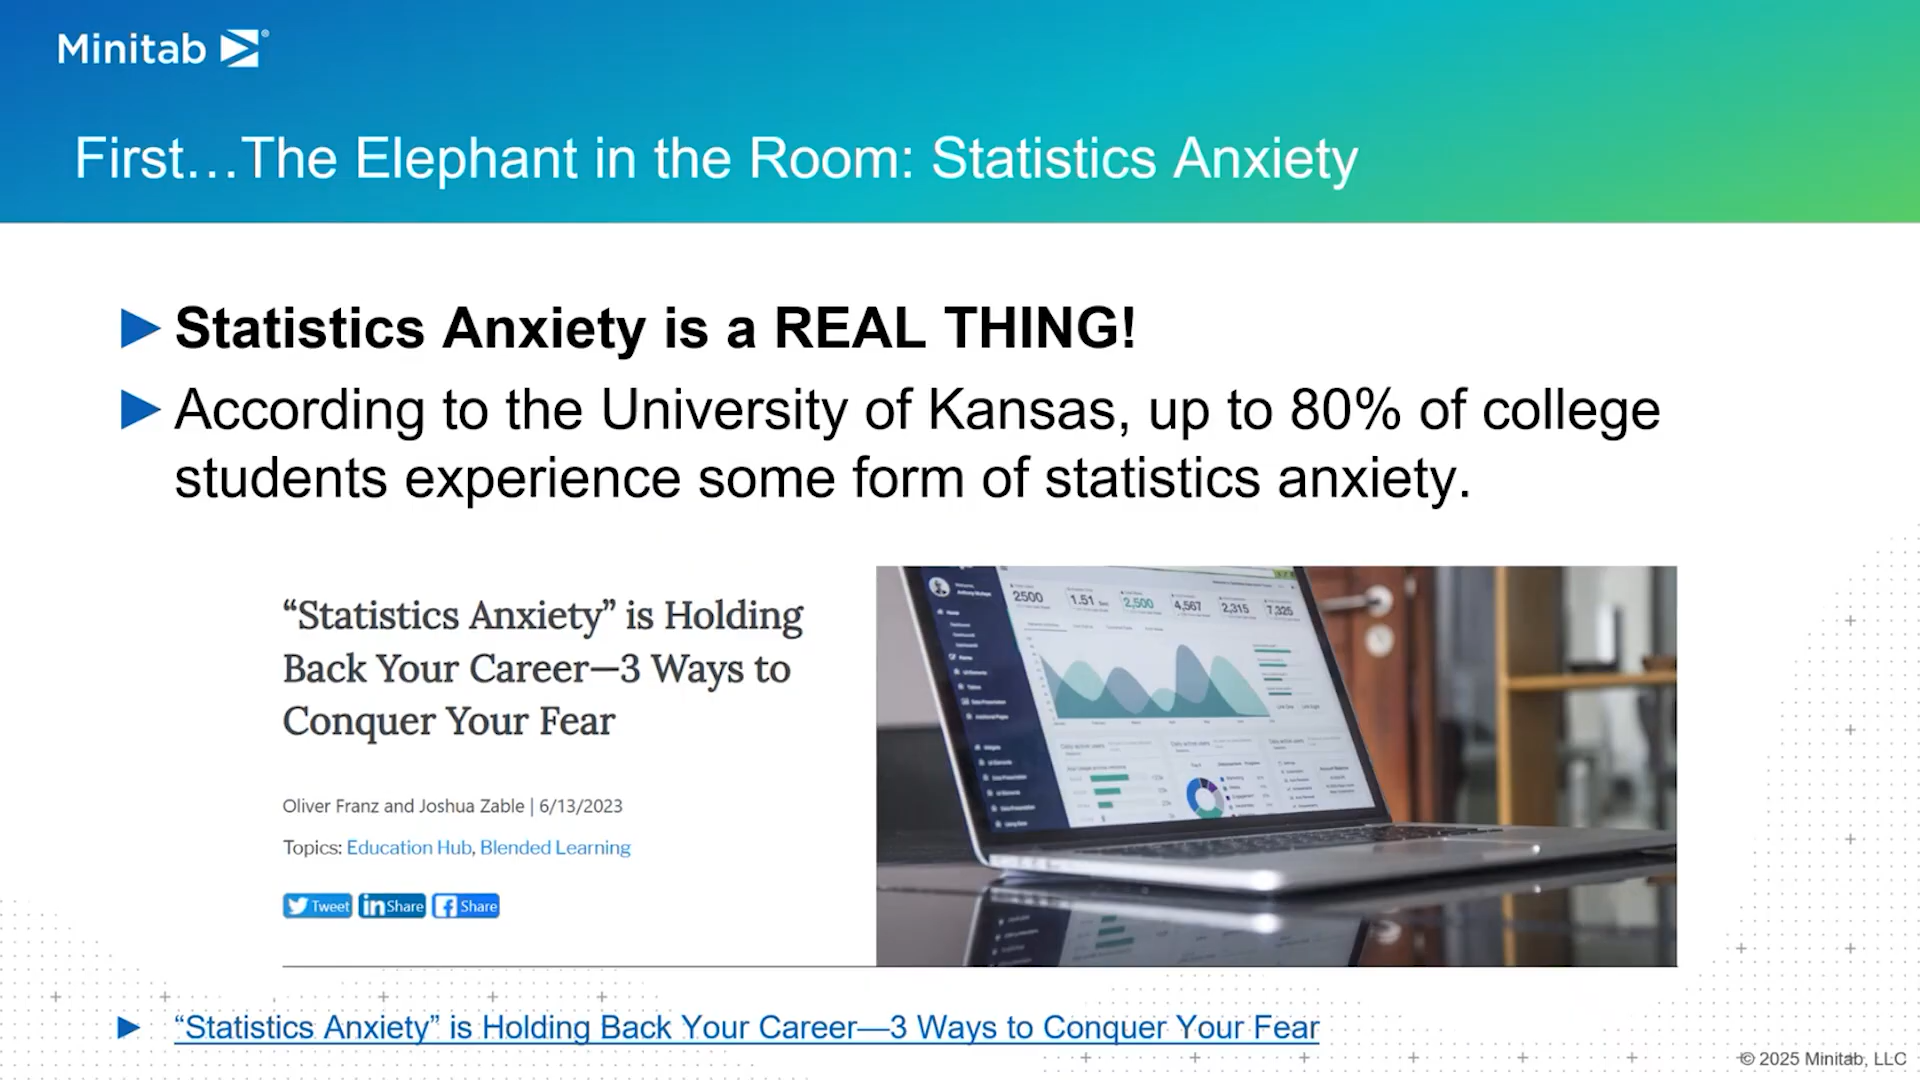 Minitab
First…The Elephant in the Room: Statistics Anxiety
Statistics Anxiety is a REAL THING!
According to the University of Kansas, up to 80% of college
students experience some form of statistics anxiety.
“Statistics Anxiety” is Holding
Back Your Career—3 Ways to
Conquer Your Fear
Oliver Franz and Joshua Zable | 6/13/2023
Topics: Education Hub, Blended Learning
Tweet Share Share
2500 1.51 2,500 4,567 2,315 7,325
“Statistics Anxiety” is Holding Back Your Career—3 Ways to Conquer Your Fear
© 2025 Minitab, LLC